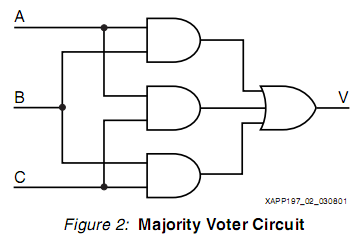 A
B
V
C
XAPP197_02_030801
Figure 2: Majority Voter Circuit